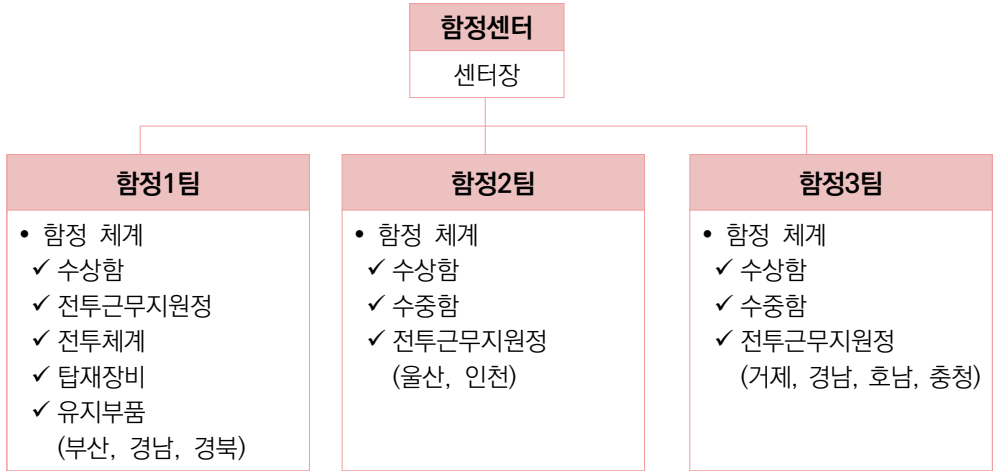 함정센터
센터장
함정1팀
• 함정 체계
✓ 수상함
✓ 전투근무지원정
✓ 전투체계
✓ 탑재장비
✓ 유지부품
(부산, 경남, 경북)
함정2팀
• 함정 체계
✓ 수상함
✓ 수중함
✓ 전투근무지원정
(울산, 인천)
함정3팀
• 함정 체계
✓ 수상함
✓ 수중함
✓ 전투근무지원정
(거제, 경남, 호남, 충청)